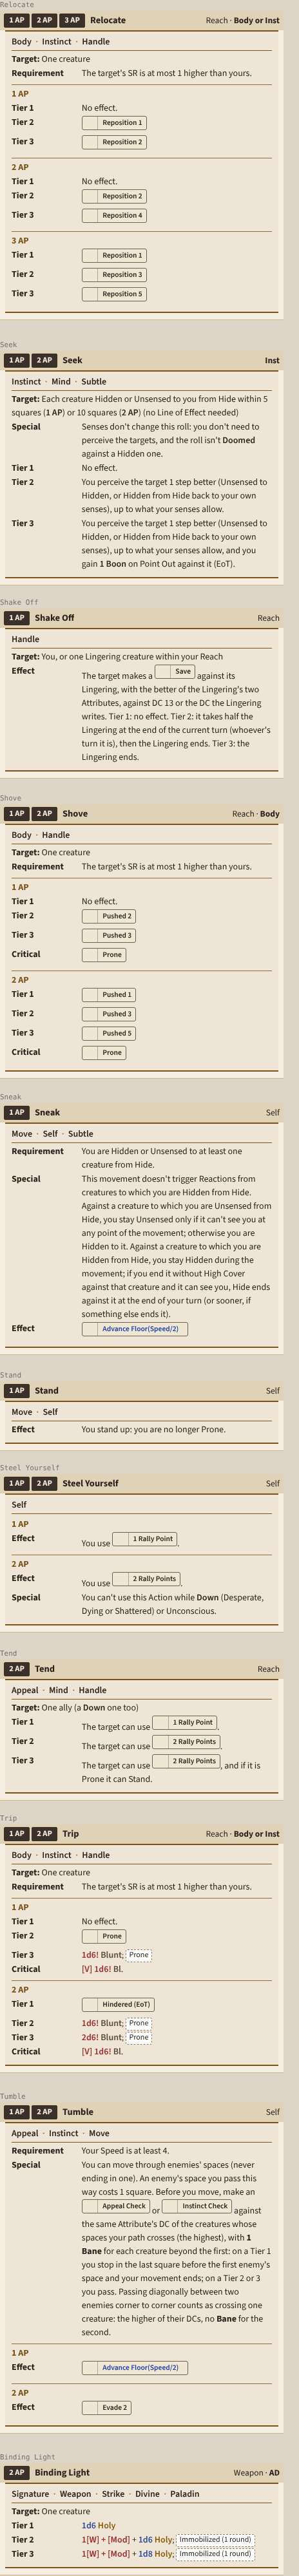 Relocate
1 AP 2 AP 3 AP Relocate Reach · Body or Inst
Body · Instinct · Handle
Target: One creature
Requirement The target's SR is at most 1 higher than yours.
1 AP
Tier 1 No effect.
Tier 2 Reposition 1
Tier 3 Reposition 2
2 AP
Tier 1 No effect.
Tier 2 Reposition 2
Tier 3 Reposition 4
3 AP
Tier 1 Reposition 1
Tier 2 Reposition 3
Tier 3 Reposition 5
Seek
1 AP 2 AP Seek Inst
Instinct · Mind · Subtle
Target: Each creature Hidden or Unsensed to you from Hide within 5
squares (1 AP) or 10 squares (2 AP) (no Line of Effect needed)
Special Senses don't change this roll: you don't need to
perceive the targets, and the roll isn't Doomed
against a Hidden one.
Tier 1 No effect.
Tier 2 You perceive the target 1 step better (Unsensed to
Hidden, or Hidden from Hide back to your own
senses), up to what your senses allow.
Tier 3 You perceive the target 1 step better (Unsensed to
Hidden, or Hidden from Hide back to your own
senses), up to what your senses allow, and you
gain 1 Boon on Point Out against it (EoT).
Shake Off
1 AP Shake Off Reach
Handle
Target: You, or one Lingering creature within your Reach
Effect The target makes a Save against its
Lingering, with the better of the Lingering's two
Attributes, against DC 13 or the DC the Lingering
writes. Tier 1: no effect. Tier 2: it takes half the
Lingering at the end of the current turn (whoever's
turn it is), then the Lingering ends. Tier 3: the
Lingering ends.
Shove
1 AP 2 AP Shove Reach · Body
Body · Handle
Target: One creature
Requirement The target's SR is at most 1 higher than yours.
1 AP
Tier 1 No effect.
Tier 2 Pushed 2
Tier 3 Pushed 3
Critical Prone
2 AP
Tier 1 Pushed 1
Tier 2 Pushed 3
Tier 3 Pushed 5
Critical Prone
Sneak
1 AP Sneak Self
Move · Self · Subtle
Requirement You are Hidden or Unsensed to at least one
creature from Hide.
Special This movement doesn't trigger Reactions from
creatures to which you are Hidden from Hide.
Against a creature to which you are Unsensed from
Hide, you stay Unsensed only if it can't see you at
any point of the movement; otherwise you are
Hidden to it. Against a creature to which you are
Hidden from Hide, you stay Hidden during the
movement; if you end it without High Cover
against that creature and it can see you, Hide ends
against it at the end of your turn (or sooner, if
something else ends it).
Effect Advance Floor(Speed/2)
Stand
1 AP Stand Self
Move · Self
Effect You stand up: you are no longer Prone.
Steel Yourself
1 AP 2 AP Steel Yourself Self
Self
1 AP
Effect You use 1 Rally Point.
2 AP
Effect You use 2 Rally Points.
Special You can't use this Action while Down (Desperate,
Dying or Shattered) or Unconscious.
Tend
2 AP Tend Reach
Appeal · Mind · Handle
Target: One ally (a Down one too)
Tier 1 The target can use 1 Rally Point.
Tier 2 The target can use 2 Rally Points.
Tier 3 The target can use 2 Rally Points, and if it is
Prone it can Stand.
Trip
1 AP 2 AP Trip Reach · Body or Inst
Body · Instinct · Handle
Target: One creature
Requirement The target's SR is at most 1 higher than yours.
1 AP
Tier 1 No effect.
Tier 2 Prone
Tier 3 1d6! Blunt; Prone
Critical [V] 1d6! Bl.
2 AP
Tier 1 Hindered (EoT)
Tier 2 1d6! Blunt; Prone
Tier 3 2d6! Blunt; Prone
Critical [V] 1d6! Bl.
Tumble
1 AP 2 AP Tumble Self
Appeal · Instinct · Move
Requirement Your Speed is at least 4.
Special You can move through enemies' spaces (never
ending in one). An enemy's space you pass this
way costs 1 square. Before you move, make an
Appeal Check or Instinct Check against
the same Attribute's DC of the creature whose
spaces your path crosses (the highest), with 1
Bane for each creature beyond the first: on a Tier 1
you stop in the last square before the first enemy's
space and your movement ends; on a Tier 2 or 3
you pass. Passing diagonally between two
enemies corner to corner counts as crossing one
creature: the higher of their DCs, no Bane for the
second.
1 AP
Effect Advance Floor(Speed/2)
2 AP
Effect Evade 2
Binding Light
2 AP Binding Light Weapon · AD
Signature · Weapon · Strike · Divine · Paladin
Target: One creature
Tier 1 1d6 Holy
Tier 2 1[W] + [Mod] + 1d6 Holy; Immobilized (1 round)
Tier 3 1[W] + [Mod] + 1d8 Holy; Immobilized (1 round)